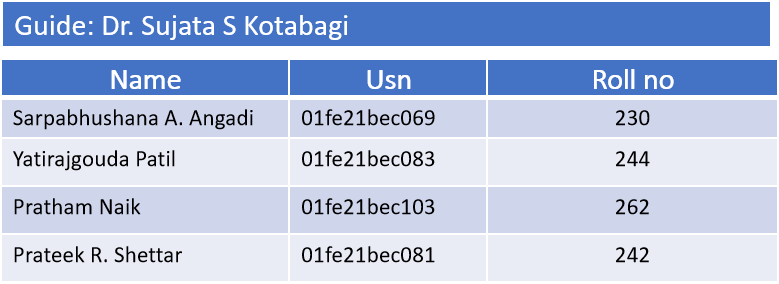 Guide: Dr. Sujata S Kotabagi
Name Usn Roll no
Sarpabhushana A. Angadi 01fe21bec069 230
Yatirajgouda Patil 01fe21bec083 244
Pratham Naik 01fe21bec103 262
Prateek R. Shettar 01fe21bec081 242